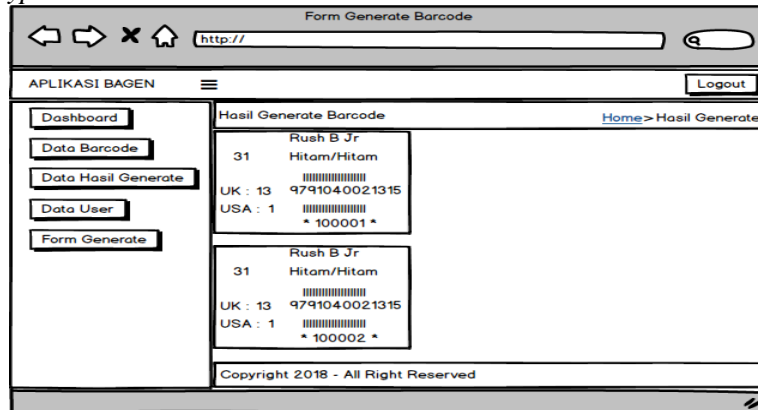 Form Generate Barcode
http://
APLIKASI BAGEN
Logout
Dashboard
Data Barcode
Data Hasil Generate
Data User
Form Generate
Hasil Generate Barcode
Home > Hasil Generate
Rush B Jr
31 Hitam/Hitam
UK : 13 9791040021315
USA : 1
* 100001 *
Rush B Jr
31 Hitam/Hitam
UK : 13 9791040021315
USA : 1
* 100002 *
Copyright 2018 - All Right Reserved